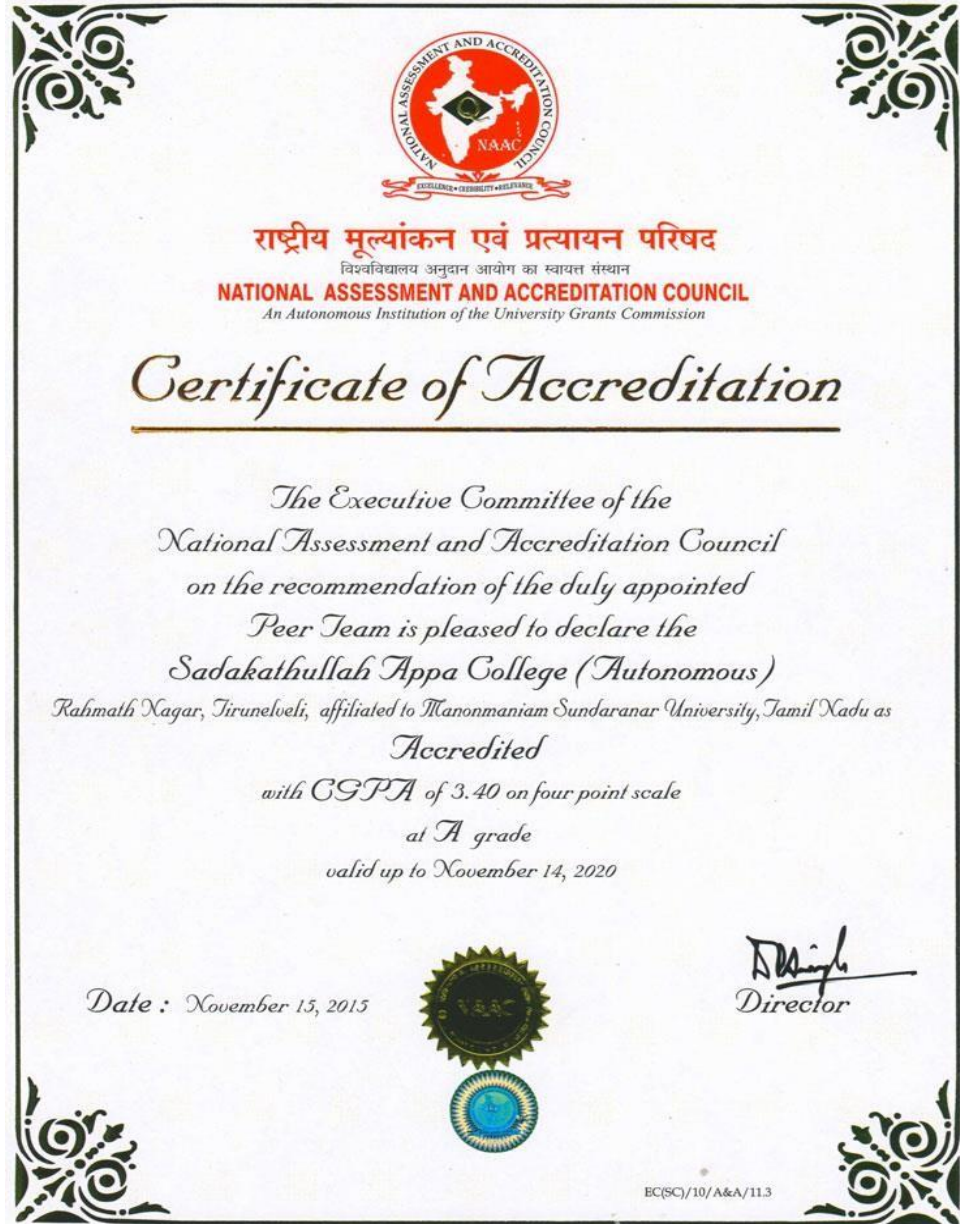 NATIONAL ASSESSMENT AND ACCREDITATION COUNCIL
NAAC
EXCELLENCE • CREDIBILITY • RELEVANCE
राष्ट्रीय मूल्यांकन एवं प्रत्यायन परिषद
विश्वविद्यालय अनुदान आयोग का स्वायत्त संस्थान
NATIONAL ASSESSMENT AND ACCREDITATION COUNCIL
An Autonomous Institution of the University Grants Commission
Certificate of Accreditation
The Executive Committee of the
National Assessment and Accreditation Council
on the recommendation of the duly appointed
Peer Team is pleased to declare the
Sadakathullah Appa College (Autonomous)
Rahmath Nagar, Tirunelveli, affiliated to Manonmaniam Sundaranar University, Tamil Nadu as
Accredited
with CGPA of 3.40 on four point scale
at A grade
valid up to November 14, 2020
Date : November 15, 2015
NAAC
Director
EC(SC)/10/A&A/11.3